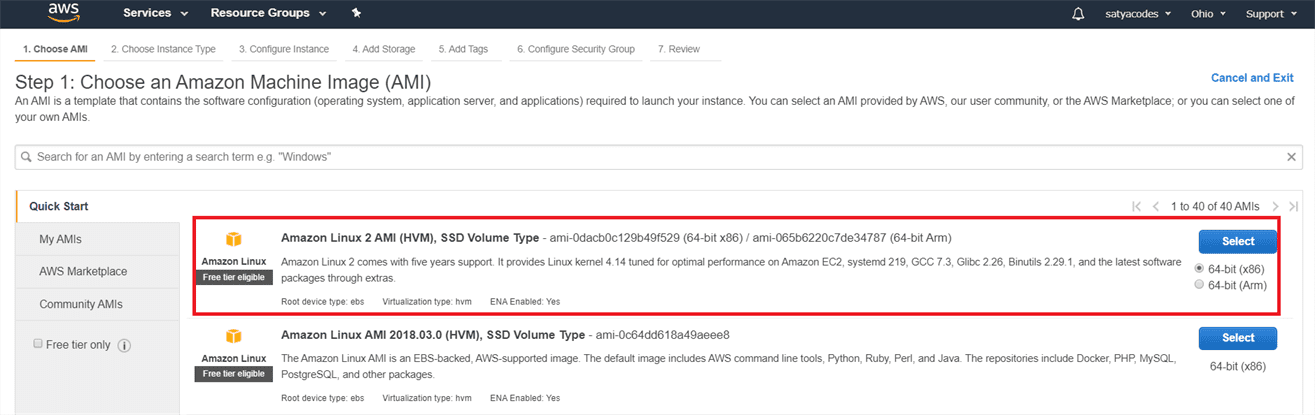 aws Services Resource Groups satyacodes Ohio Support
1. Choose AMI 2. Choose Instance Type 3. Configure Instance 4. Add Storage 5. Add Tags 6. Configure Security Group 7. Review
Step 1: Choose an Amazon Machine Image (AMI)
Cancel and Exit
An AMI is a template that contains the software configuration (operating system, application server, and applications) required to launch your instance. You can select an AMI provided by AWS, our user community, or the AWS Marketplace; or you can select one of
your own AMIs.
Search for an AMI by entering a search term e.g. "Windows"
Quick Start
My AMIs
AWS Marketplace
Community AMIs
Free tier only
1 to 40 of 40 AMIs
Amazon Linux
Free tier eligible
Amazon Linux 2 AMI (HVM), SSD Volume Type - ami-0dacb0c129b49f529 (64-bit x86) / ami-065b6220c7de34787 (64-bit Arm)
Amazon Linux 2 comes with five years support. It provides Linux kernel 4.14 tuned for optimal performance on Amazon EC2, systemd 219, GCC 7.3, Glibc 2.26, Binutils 2.29.1, and the latest software
packages through extras.
Root device type: ebs Virtualization type: hvm ENA Enabled: Yes
Select
64-bit (x86)
64-bit (Arm)
Amazon Linux
Free tier eligible
Amazon Linux AMI 2018.03.0 (HVM), SSD Volume Type - ami-0c64dd618a49aeee8
The Amazon Linux AMI is an EBS-backed, AWS-supported image. The default image includes AWS command line tools, Python, Ruby, Perl, and Java. The repositories include Docker, PHP, MySQL,
PostgreSQL, and other packages.
Root device type: ebs Virtualization type: hvm ENA Enabled: Yes
Select
64-bit (x86)